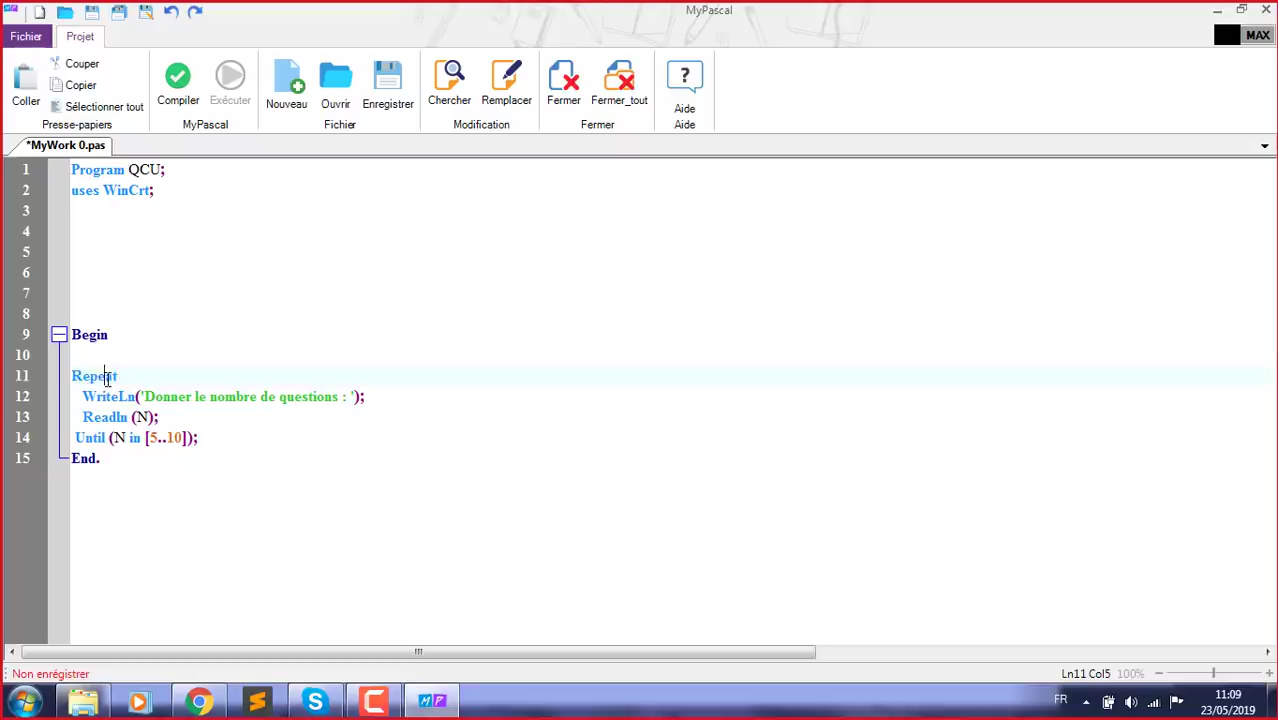 MyPascal
Fichier Projet
MAX
Coller
Couper
Copier
Sélectionner tout
Presse-papiers
Compiler Exécuter
MyPascal
Nouveau Ouvrir Enregistrer
Fichier
Chercher Remplacer
Modification
Fermer Fermer_tout
Fermer
?
Aide
Aide
*MyWork 0.pas
1 Program QCU;
2 uses WinCrt;
3
4
5
6
7
8
9 Begin
10
11 Repeat
12 WriteLn('Donner le nombre de questions : ');
13 Readln (N);
14 Until (N in [5..10]);
15 End.
Non enrégistrer
Ln11 Col5 100%
MP
FR
11:09
23/05/2019